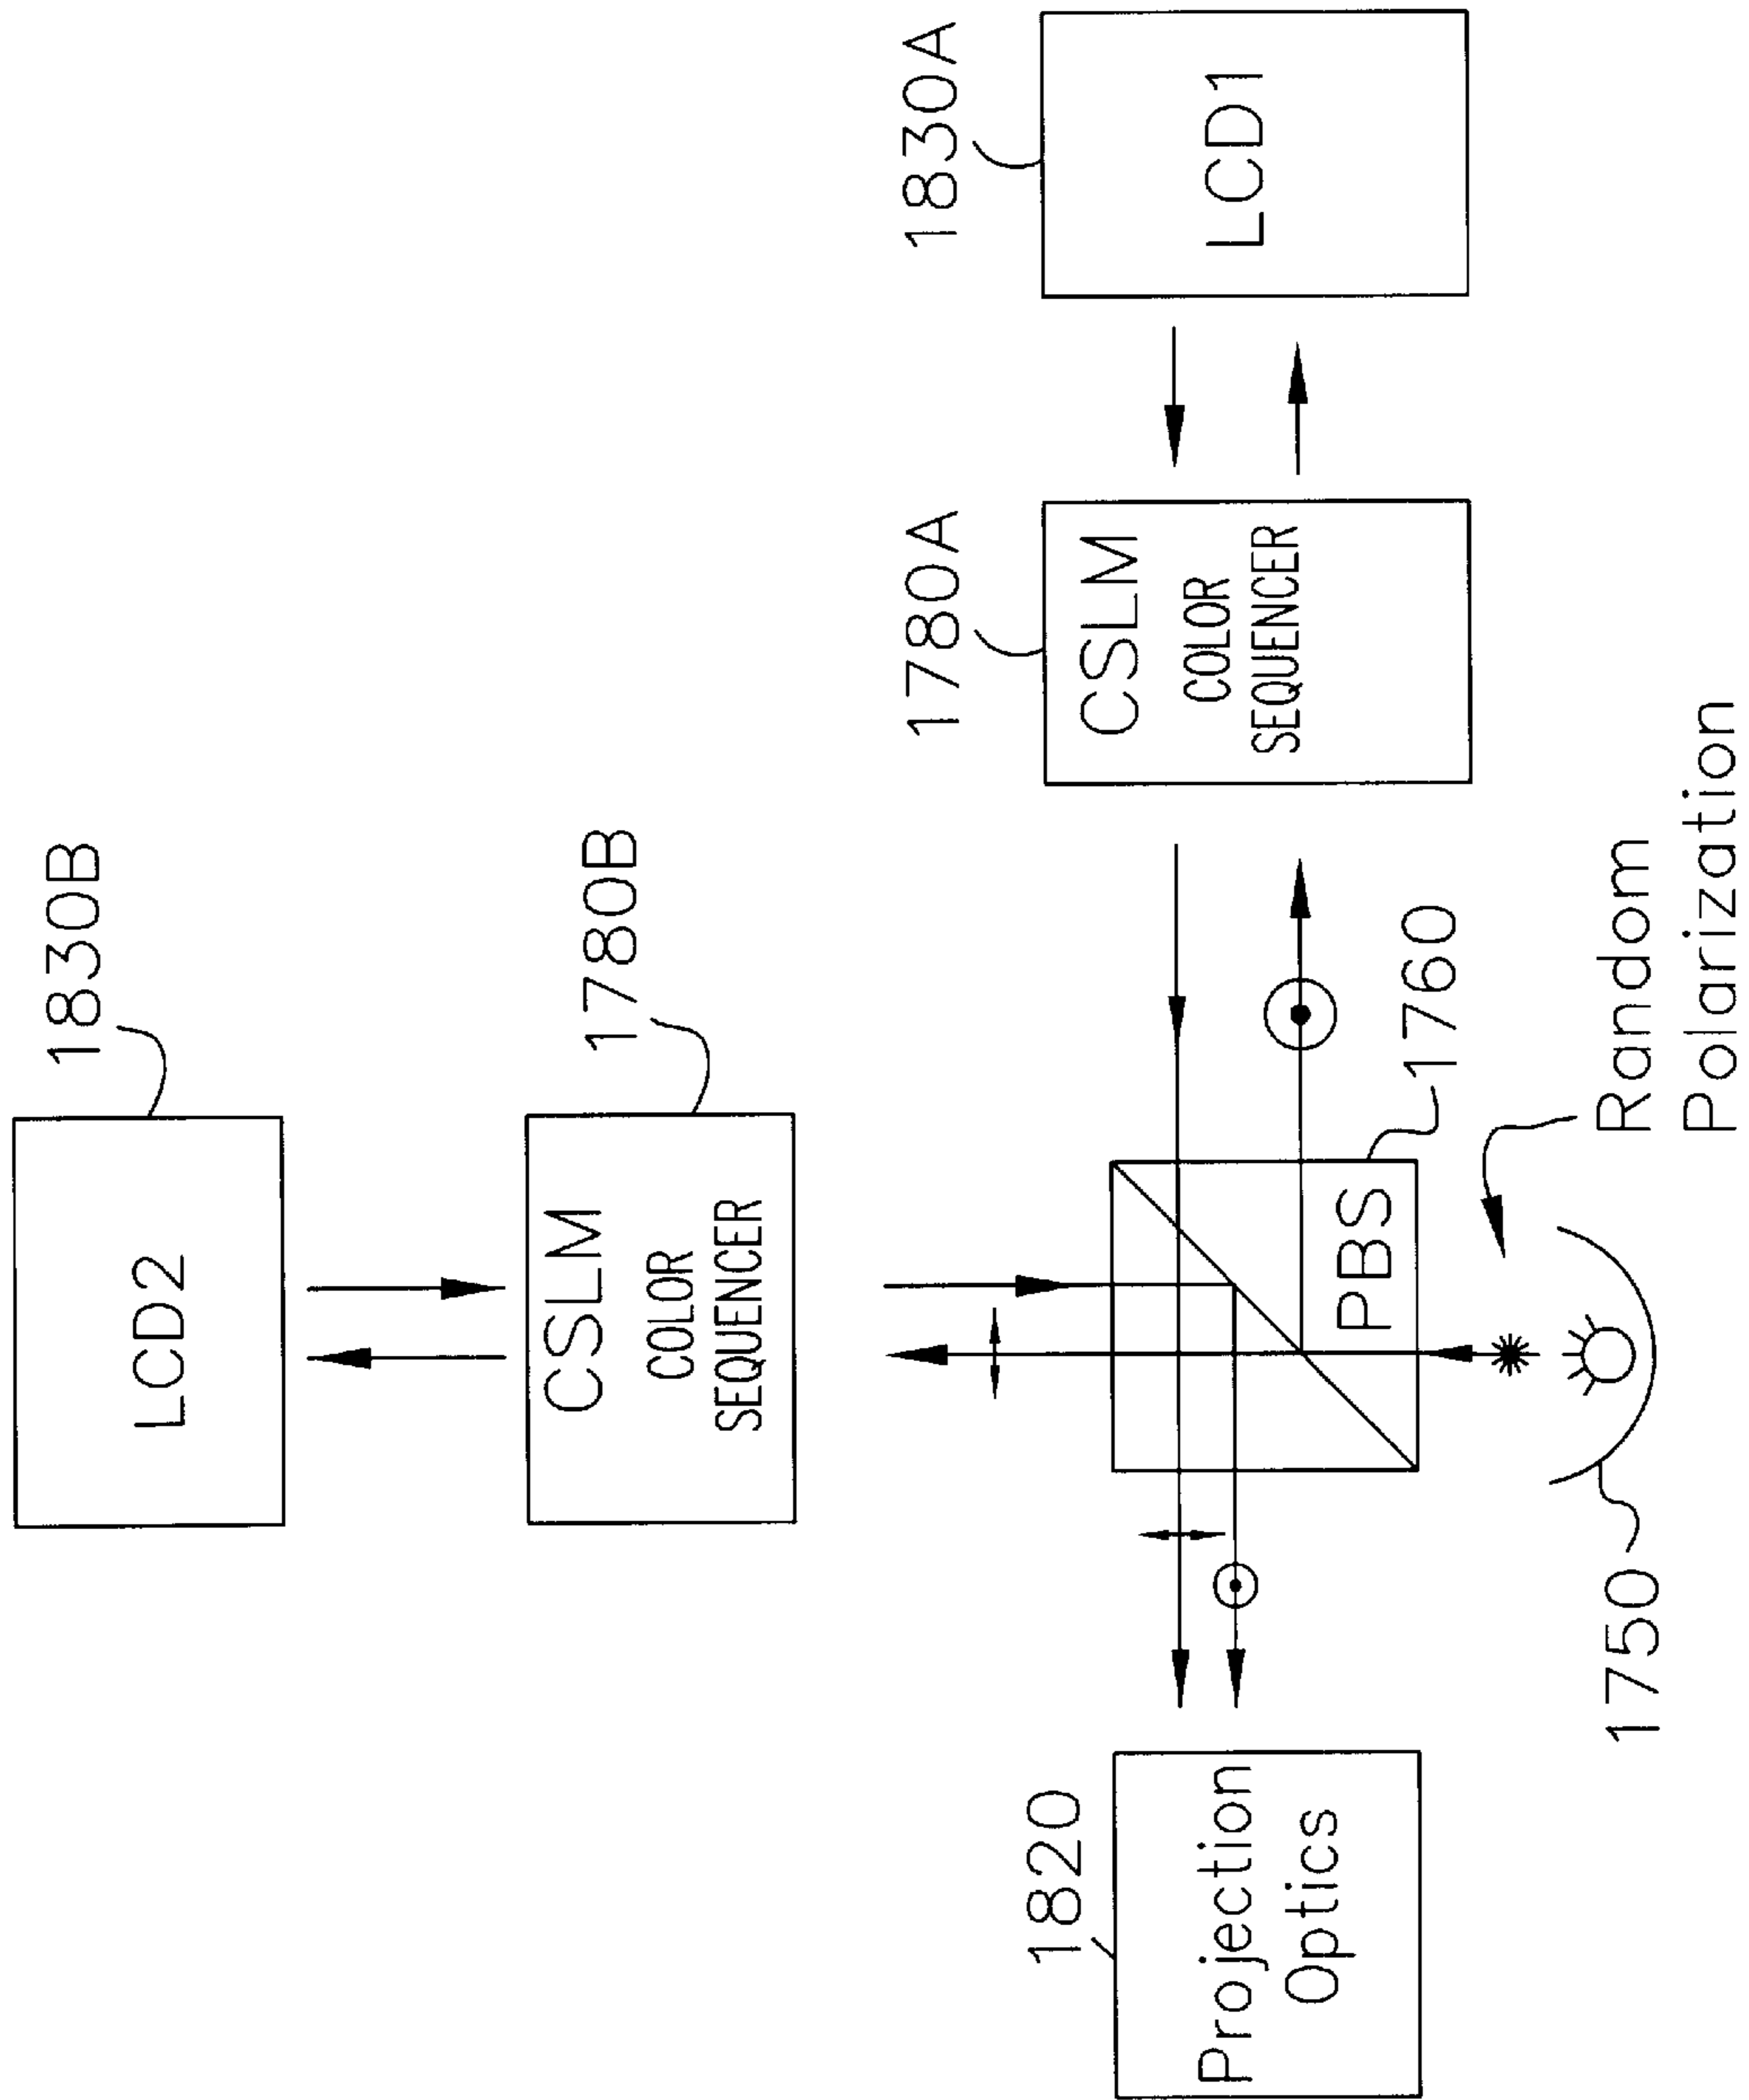 1830B
LCD2
1780B
CSLM
COLOR
SEQUENCER
1830A
LCD1
1780A
CSLM
COLOR
SEQUENCER
1760
PBS
Random
Polarization
1750
1820
Projection
Optics